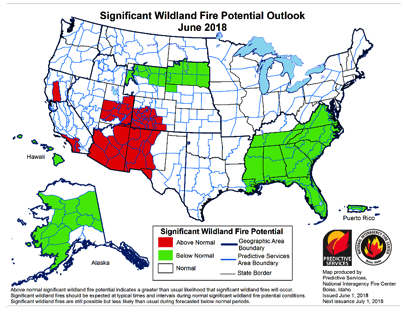 Significant Wildland Fire Potential Outlook
June 2018
Hawaii
Alaska
Puerto Rico
Significant Wildland Fire Potential
Above Normal
Below Normal
Normal
Geographic Area
Boundary
Predictive Services
Area Boundary
State Border
PREDICTIVE
SERVICES
Map produced by
Predictive Services,
National Interagency Fire Center
Boise, Idaho
Issued June 1, 2018
Next issuance July 1, 2018
Above normal significant wildland fire potential indicates a greater than usual likelihood that significant wildland fires will occur.
Significant wildland fires should be expected at typical times and intervals during normal significant wildland fire potential conditions.
Significant wildland fires are still possible but less likely than usual during forecasted below normal periods.